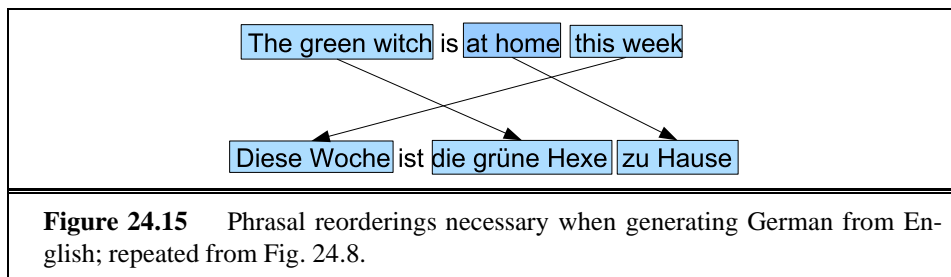 The green witch is at home this week
Diese Woche ist die grüne Hexe zu Hause
Figure 24.15 Phrasal reorderings necessary when generating German from En-
glish; repeated from Fig. 24.8.